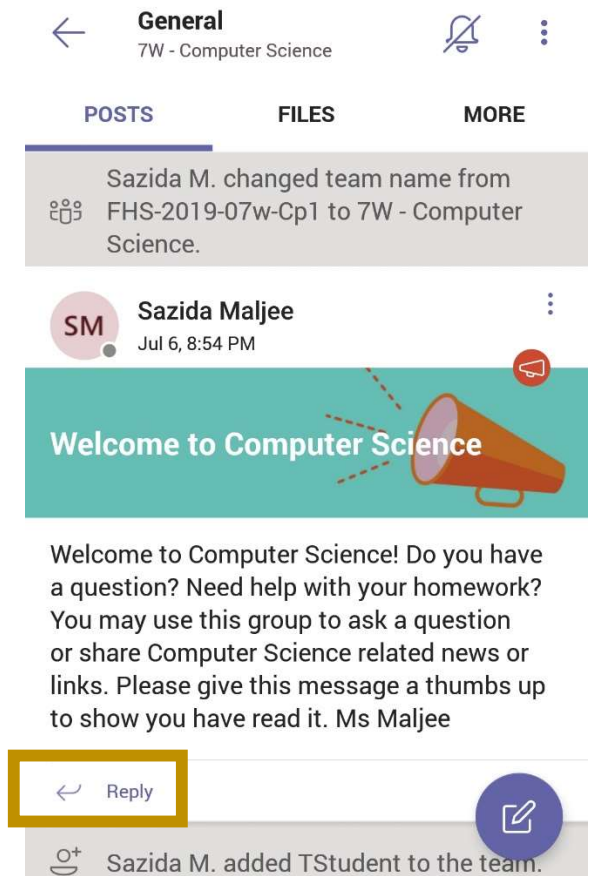 General
7W - Computer Science
POSTS FILES MORE
Sazida M. changed team name from
FHS-2019-07w-Cp1 to 7W - Computer
Science.
SM
Sazida Maljee
Jul 6, 8:54 PM
Welcome to Computer Science
Welcome to Computer Science! Do you have
a question? Need help with your homework?
You may use this group to ask a question
or share Computer Science related news or
links. Please give this message a thumbs up
to show you have read it. Ms Maljee
Reply
Sazida M. added TStudent to the team.